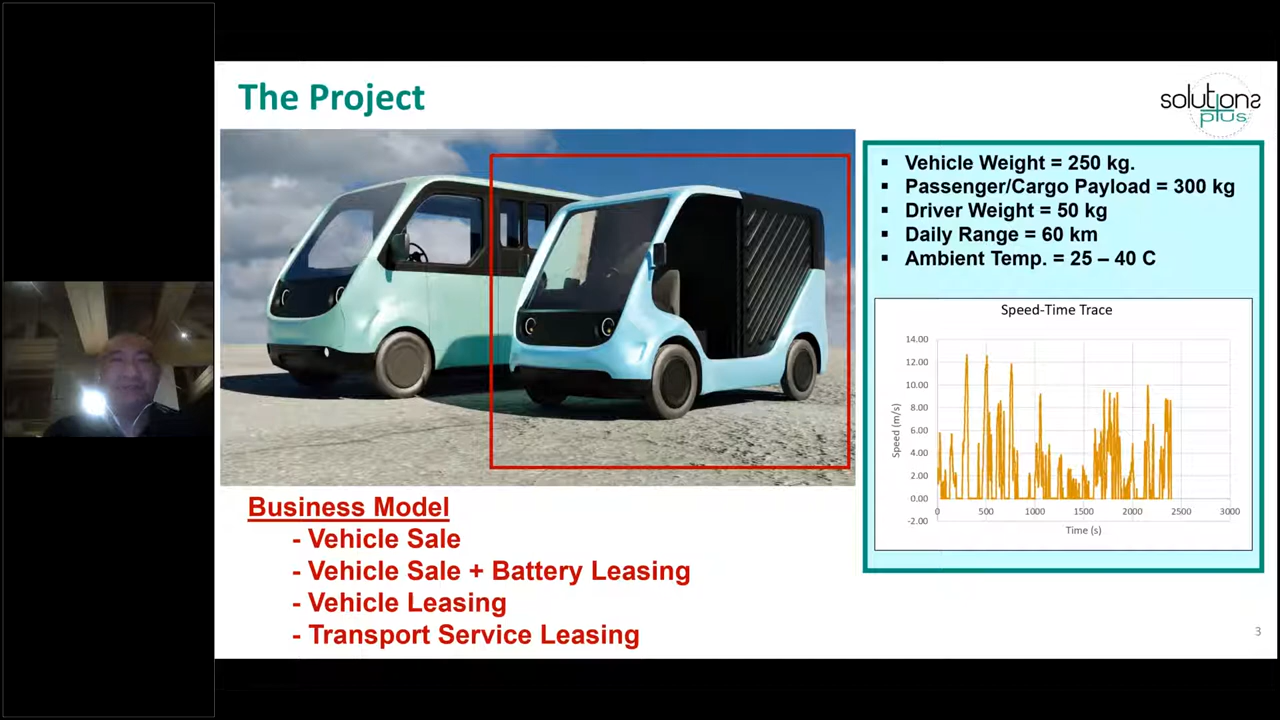 The Project
solutions
plus
▪ Vehicle Weight = 250 kg.
▪ Passenger/Cargo Payload = 300 kg
▪ Driver Weight = 50 kg
▪ Daily Range = 60 km
▪ Ambient Temp. = 25 – 40 C
Speed-Time Trace
14.00
12.00
10.00
8.00
6.00
4.00
2.00
0.00
-2.00
Speed (m/s)
0 500 1000 1500 2000 2500 3000
Time (s)
Business Model
- Vehicle Sale
- Vehicle Sale + Battery Leasing
- Vehicle Leasing
- Transport Service Leasing
3